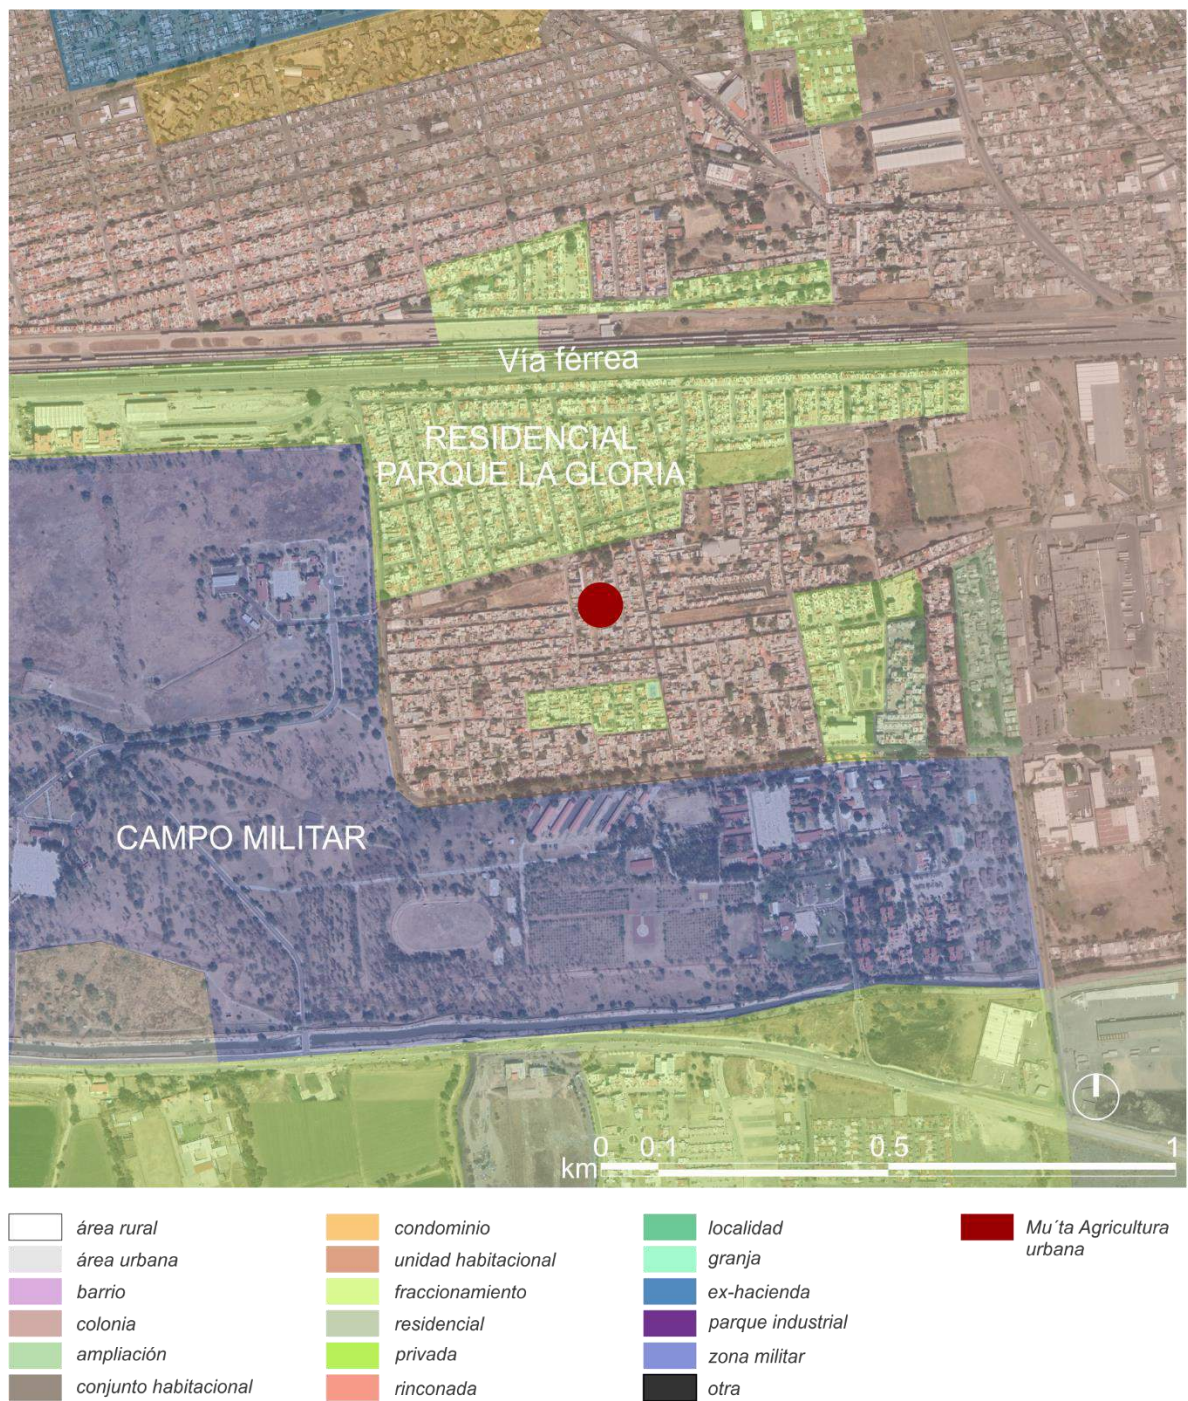 Vía férrea
RESIDENCIAL
PARQUE LA GLORIA
CAMPO MILITAR
0 0.1 0.5 1
km
área rural
área urbana
barrio
colonia
ampliación
conjunto habitacional
condominio
unidad habitacional
fraccionamiento
residencial
privada
rinconada
localidad
granja
ex-hacienda
parque industrial
zona militar
otra
Mu´ta Agricultura
urbana